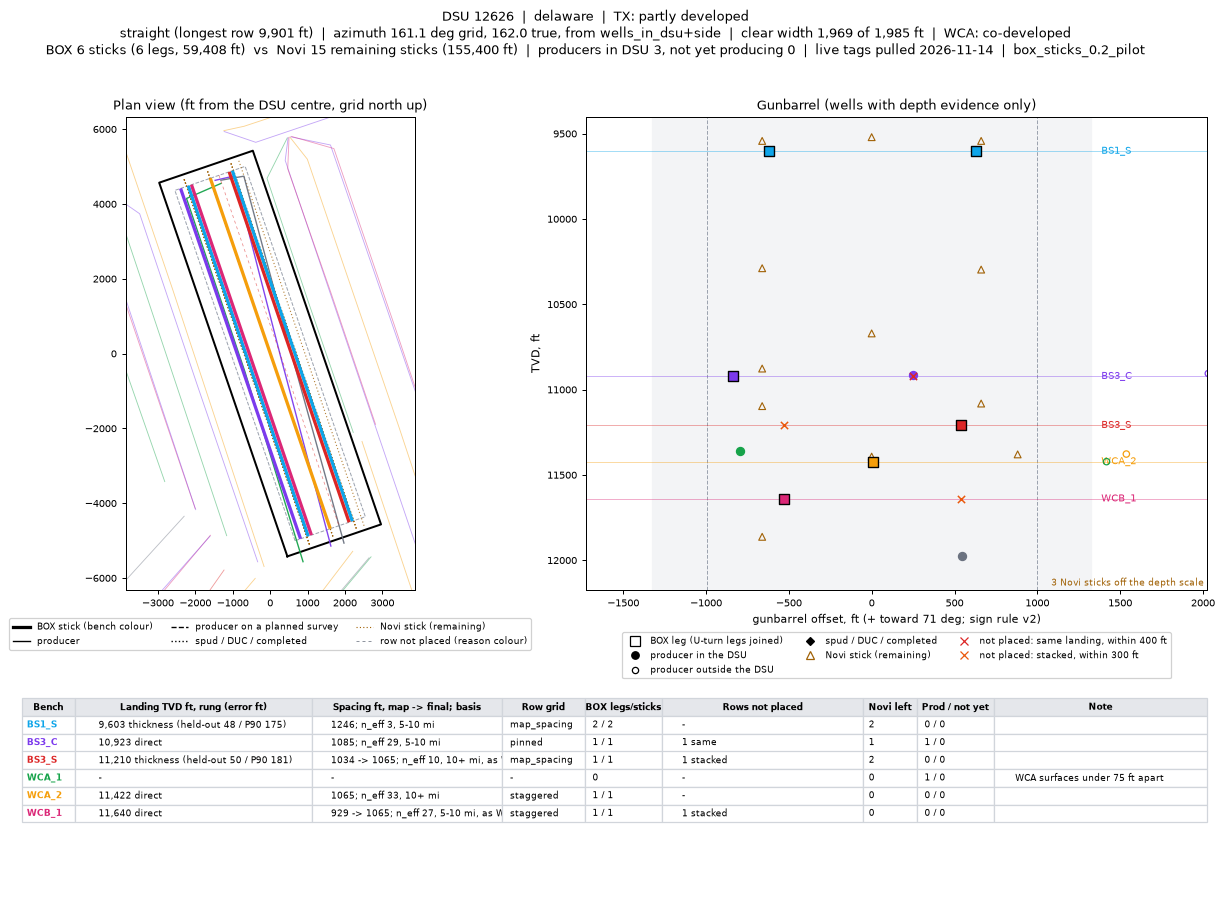 DSU 12626 | delaware | TX: partly developed
straight (longest row 9,901 ft) | azimuth 161.1 deg grid, 162.0 true, from wells_in_dsu+side | clear width 1,969 of 1,985 ft | WCA: co-developed
BOX 6 sticks (6 legs, 59,408 ft) vs Novi 15 remaining sticks (155,400 ft) | producers in DSU 3, not yet producing 0 | live tags pulled 2026-11-14 | box_sticks_0.2_pilot
Plan view (ft from the DSU centre, grid north up)
6000
4000
2000
0
−2000
−4000
−6000
−3000 −2000 −1000 0 1000 2000 3000
BOX stick (bench colour)
producer
producer on a planned survey
spud / DUC / completed
Novi stick (remaining)
row not placed (reason colour)
Gunbarrel (wells with depth evidence only)
TVD, ft
9500
10000
10500
11000
11500
12000
BS1_S
BS3_C
BS3_S
WCA_2
WCB_1
3 Novi sticks off the depth scale
−1500 −1000 −500 0 500 1000 1500 2000
gunbarrel offset, ft (+ toward 71 deg; sign rule v2)
BOX leg (U-turn legs joined)
producer in the DSU
producer outside the DSU
spud / DUC / completed
Novi stick (remaining)
not placed: same landing, within 400 ft
not placed: stacked, within 300 ft
Bench Landing TVD ft, rung (error ft) Spacing ft, map -> final; basis Row grid BOX legs/sticks Rows not placed Novi left Prod / not yet Note
BS1_S 9,603 thickness (held-out 48 / P90 175) 1246; n_eff 3, 5-10 mi map_spacing 2 / 2 - 2 0 / 0
BS3_C 10,923 direct 1085; n_eff 29, 5-10 mi pinned 1 / 1 1 same 1 1 / 0
BS3_S 11,210 thickness (held-out 50 / P90 181) 1034 -> 1065; n_eff 10, 10+ mi, as map_spacing 1 / 1 1 stacked 2 0 / 0
WCA_1 - - - 0 - 0 1 / 0 WCA surfaces under 75 ft apart
WCA_2 11,422 direct 1065; n_eff 33, 10+ mi staggered 1 / 1 - 0 0 / 0
WCB_1 11,640 direct 929 -> 1065; n_eff 27, 5-10 mi, as staggered 1 / 1 1 stacked 0 0 / 0